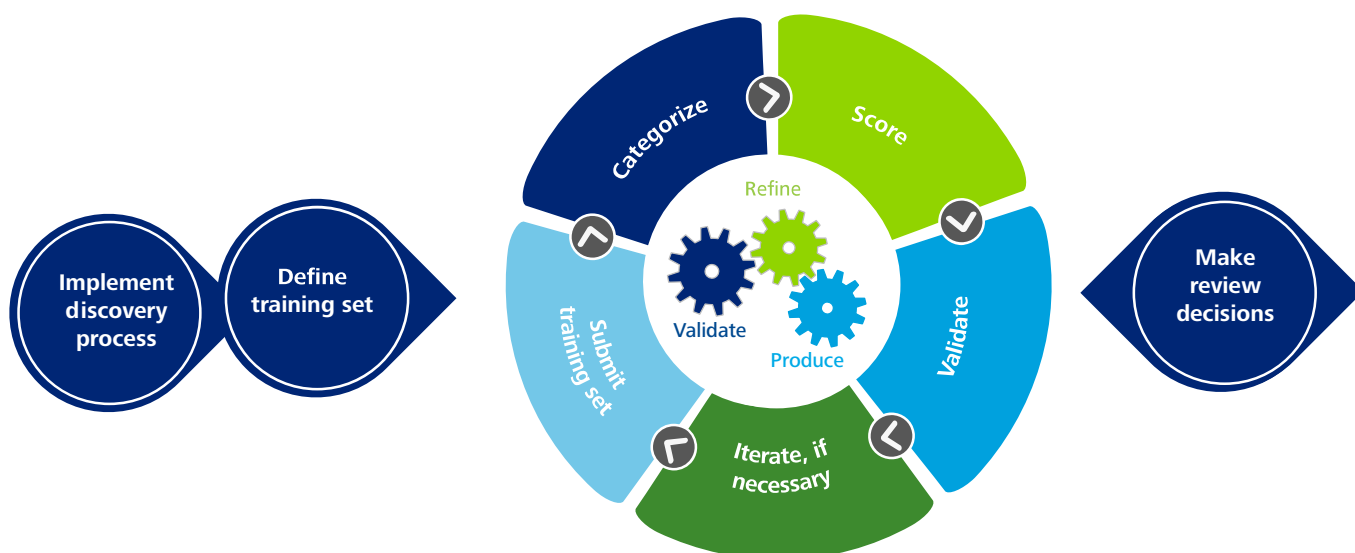 Implement
discovery
process
Define
training set
Categorize
Score
Validate
Iterate, if
necessary
Submit
training set
Refine
Validate
Produce
Make
review
decisions